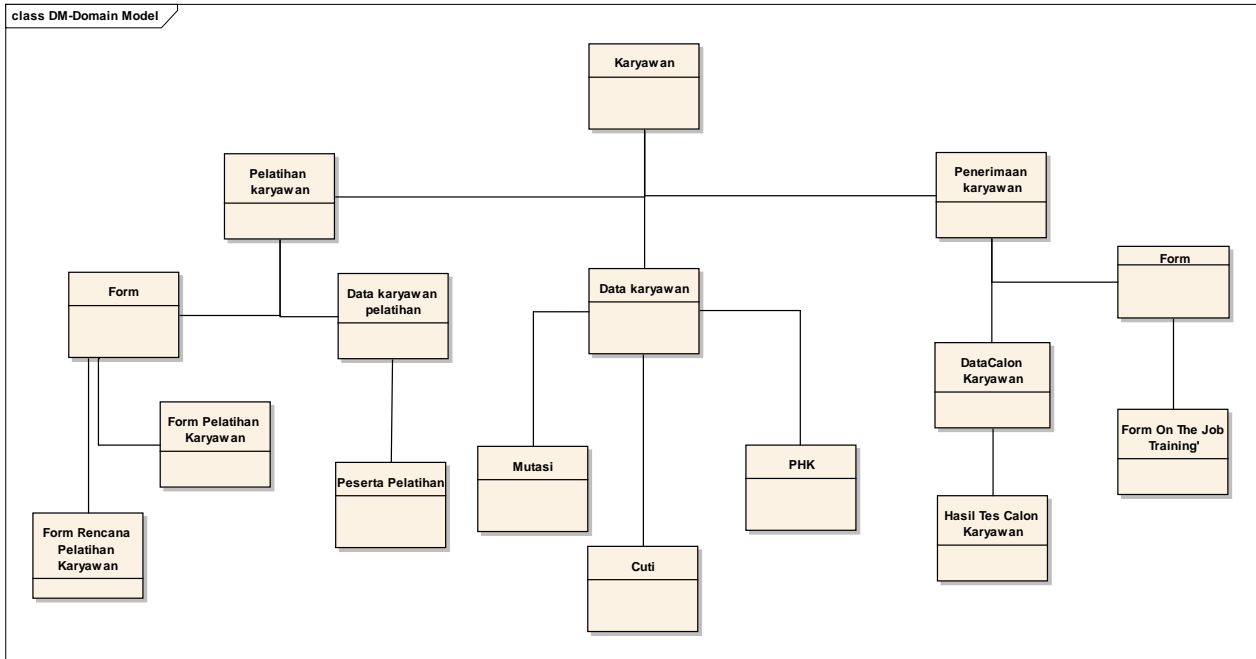 class DM-Domain Model
Karyawan
Pelatihan
karyawan
Penerimaan
karyawan
Form
Data karyawan
pelatihan
Data karyawan
Form
DataCalon
Karyawan
Form Pelatihan
Karyawan
Form On The Job
Training'
Peserta Pelatihan
Mutasi
PHK
Form Rencana
Pelatihan
Karyawan
Hasil Tes Calon
Karyawan
Cuti